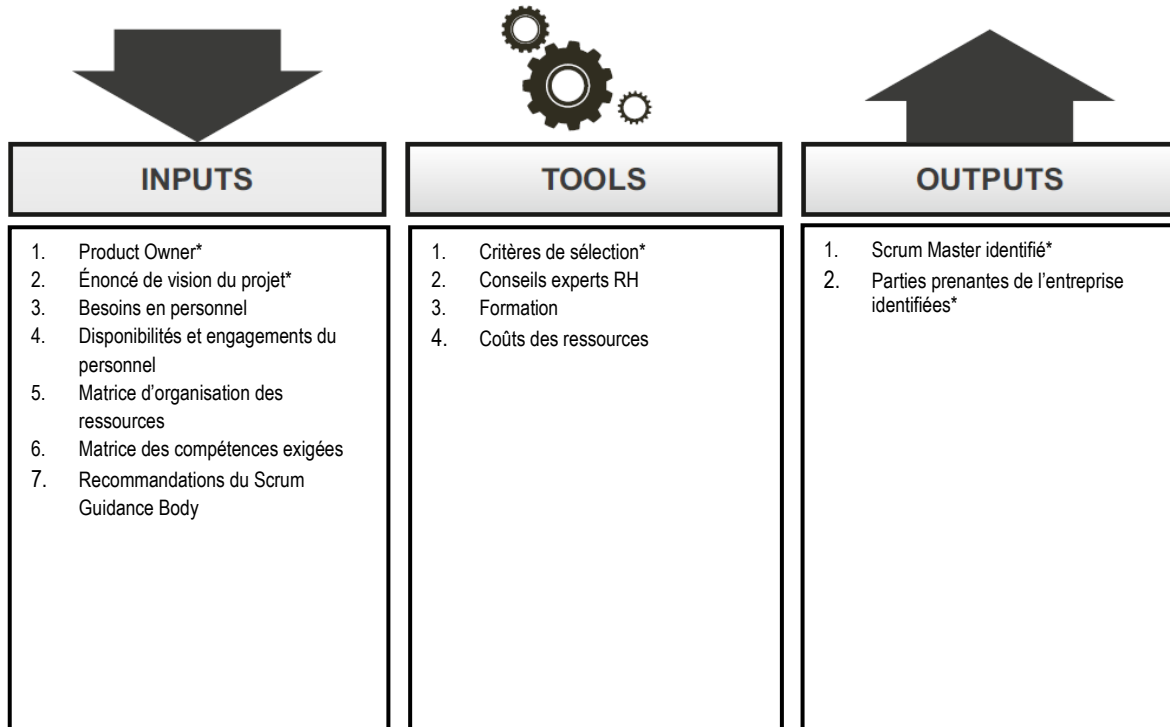 INPUTS
1. Product Owner*
2. Énoncé de vision du projet*
3. Besoins en personnel
4. Disponibilités et engagements du
personnel
5. Matrice d’organisation des
ressources
6. Matrice des compétences exigées
7. Recommandations du Scrum
Guidance Body
TOOLS
1. Critères de sélection*
2. Conseils experts RH
3. Formation
4. Coûts des ressources
OUTPUTS
1. Scrum Master identifié*
2. Parties prenantes de l’entreprise
identifiées*